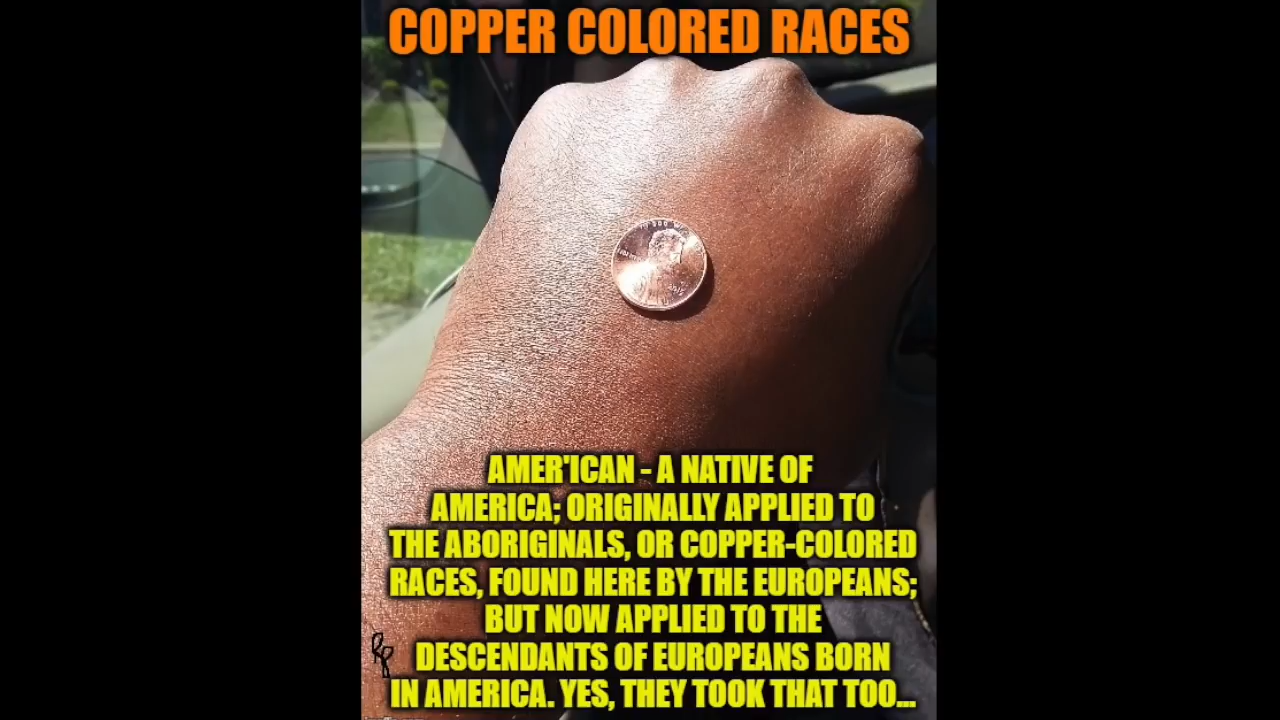 COPPER COLORED RACES
AMER'ICAN - A NATIVE OF
AMERICA; ORIGINALLY APPLIED TO
THE ABORIGINALS, OR COPPER-COLORED
RACES, FOUND HERE BY THE EUROPEANS;
BUT NOW APPLIED TO THE
DESCENDANTS OF EUROPEANS BORN
IN AMERICA. YES, THEY TOOK THAT TOO...